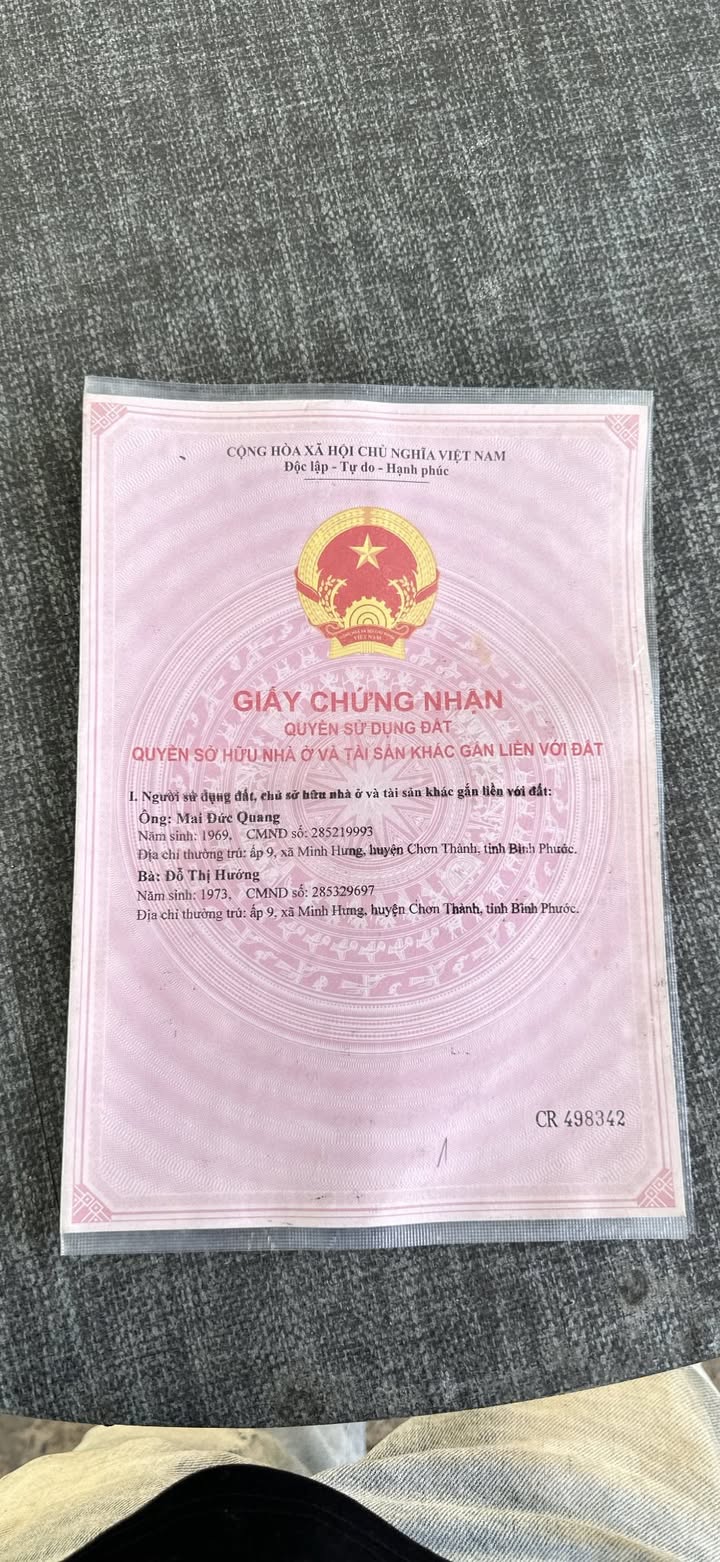 CỘNG HÒA XÃ HỘI CHỦ NGHĨA VIỆT NAM
Độc lập - Tự do - Hạnh phúc
VIỆT NAM
GIẤY CHỨNG NHẬN
QUYỀN SỬ DỤNG ĐẤT
QUYỀN SỞ HỮU NHÀ Ở VÀ TÀI SẢN KHÁC GẮN LIỀN VỚI ĐẤT
I. Người sử dụng đất, chủ sở hữu nhà ở và tài sản khác gắn liền với đất:
Ông: Mai Đức Quang
Năm sinh: 1969, CMND số: 285219993
Địa chỉ thường trú: ấp 9, xã Minh Hưng, huyện Chơn Thành, tỉnh Bình Phước.
Bà: Đỗ Thị Hướng
Năm sinh: 1973, CMND số: 285329697
Địa chỉ thường trú: ấp 9, xã Minh Hưng, huyện Chơn Thành, tỉnh Bình Phước.
CR 498342